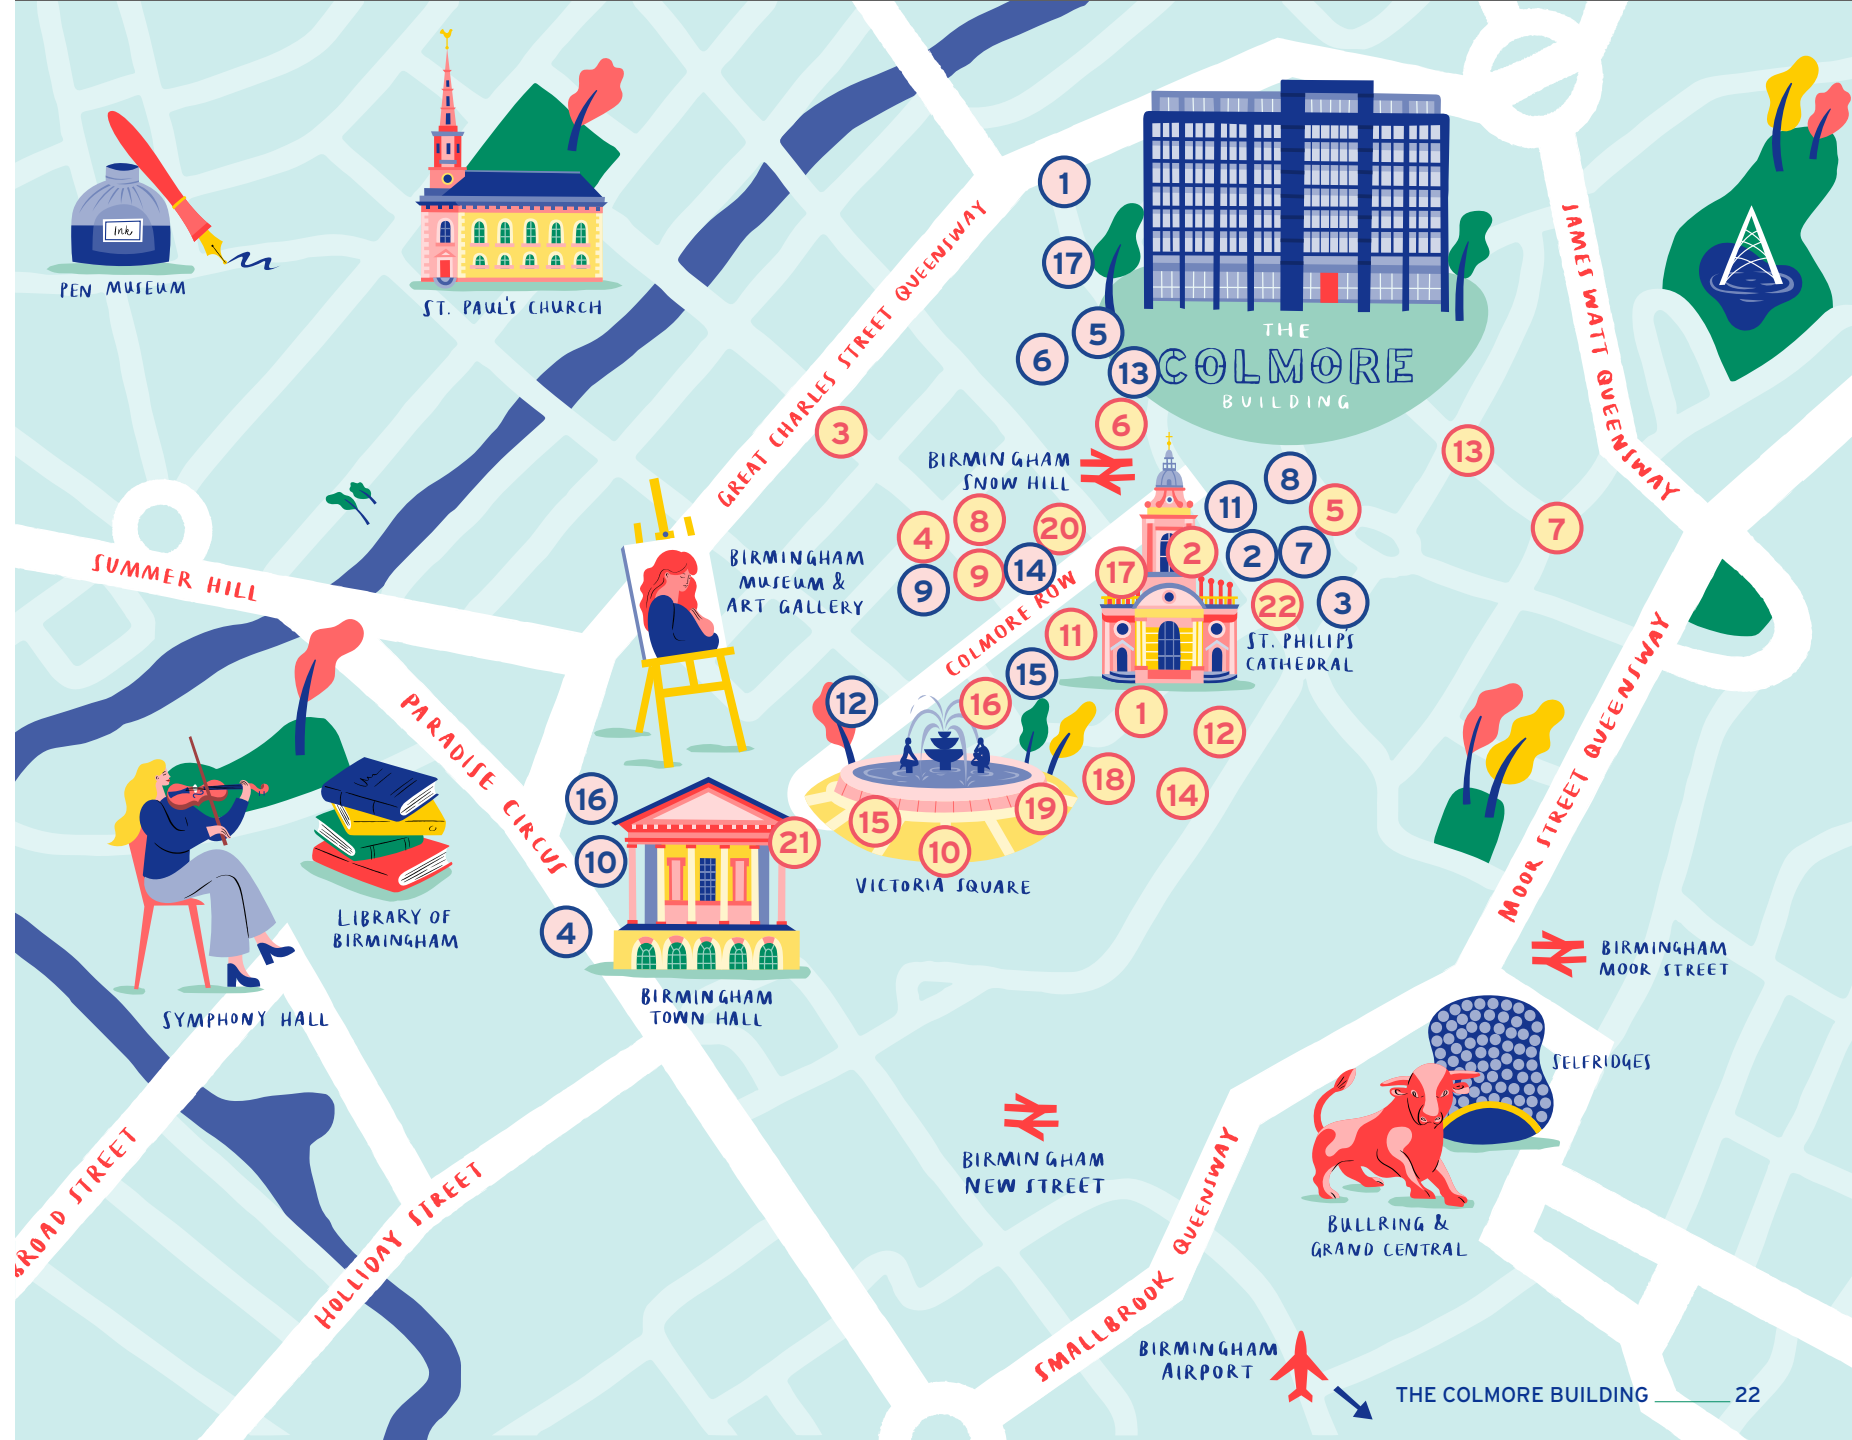 Ink
PEN MUSEUM
ST. PAUL'S CHURCH
GREAT CHARLES STREET QUEENSWAY
1
17
5
6
13
THE
COLMORE
BUILDING
JAMES WATT QUEENSWAY
3
6
BIRMINGHAM
SNOW HILL
13
8
11
5
7
4
8
20
2
2
7
9
9
14
17
22
3
SUMMER HILL
BIRMINGHAM
MUSEUM &
ART GALLERY
COLMORE ROW
11
ST. PHILIP'S
CATHEDRAL
15
12
16
1
12
18
14
19
15
10
21
VICTORIA SQUARE
PARADISE CIRCUS
16
10
4
MOOR STREET QUEENSWAY
LIBRARY OF
BIRMINGHAM
SYMPHONY HALL
BIRMINGHAM
TOWN HALL
BIRMINGHAM
MOOR STREET
SELFRIDGES
BROAD STREET
HOLLIDAY STREET
BIRMINGHAM
NEW STREET
SMALLBROOK QUEENSWAY
BULLRING &
GRAND CENTRAL
BIRMINGHAM
AIRPORT
THE COLMORE BUILDING 22